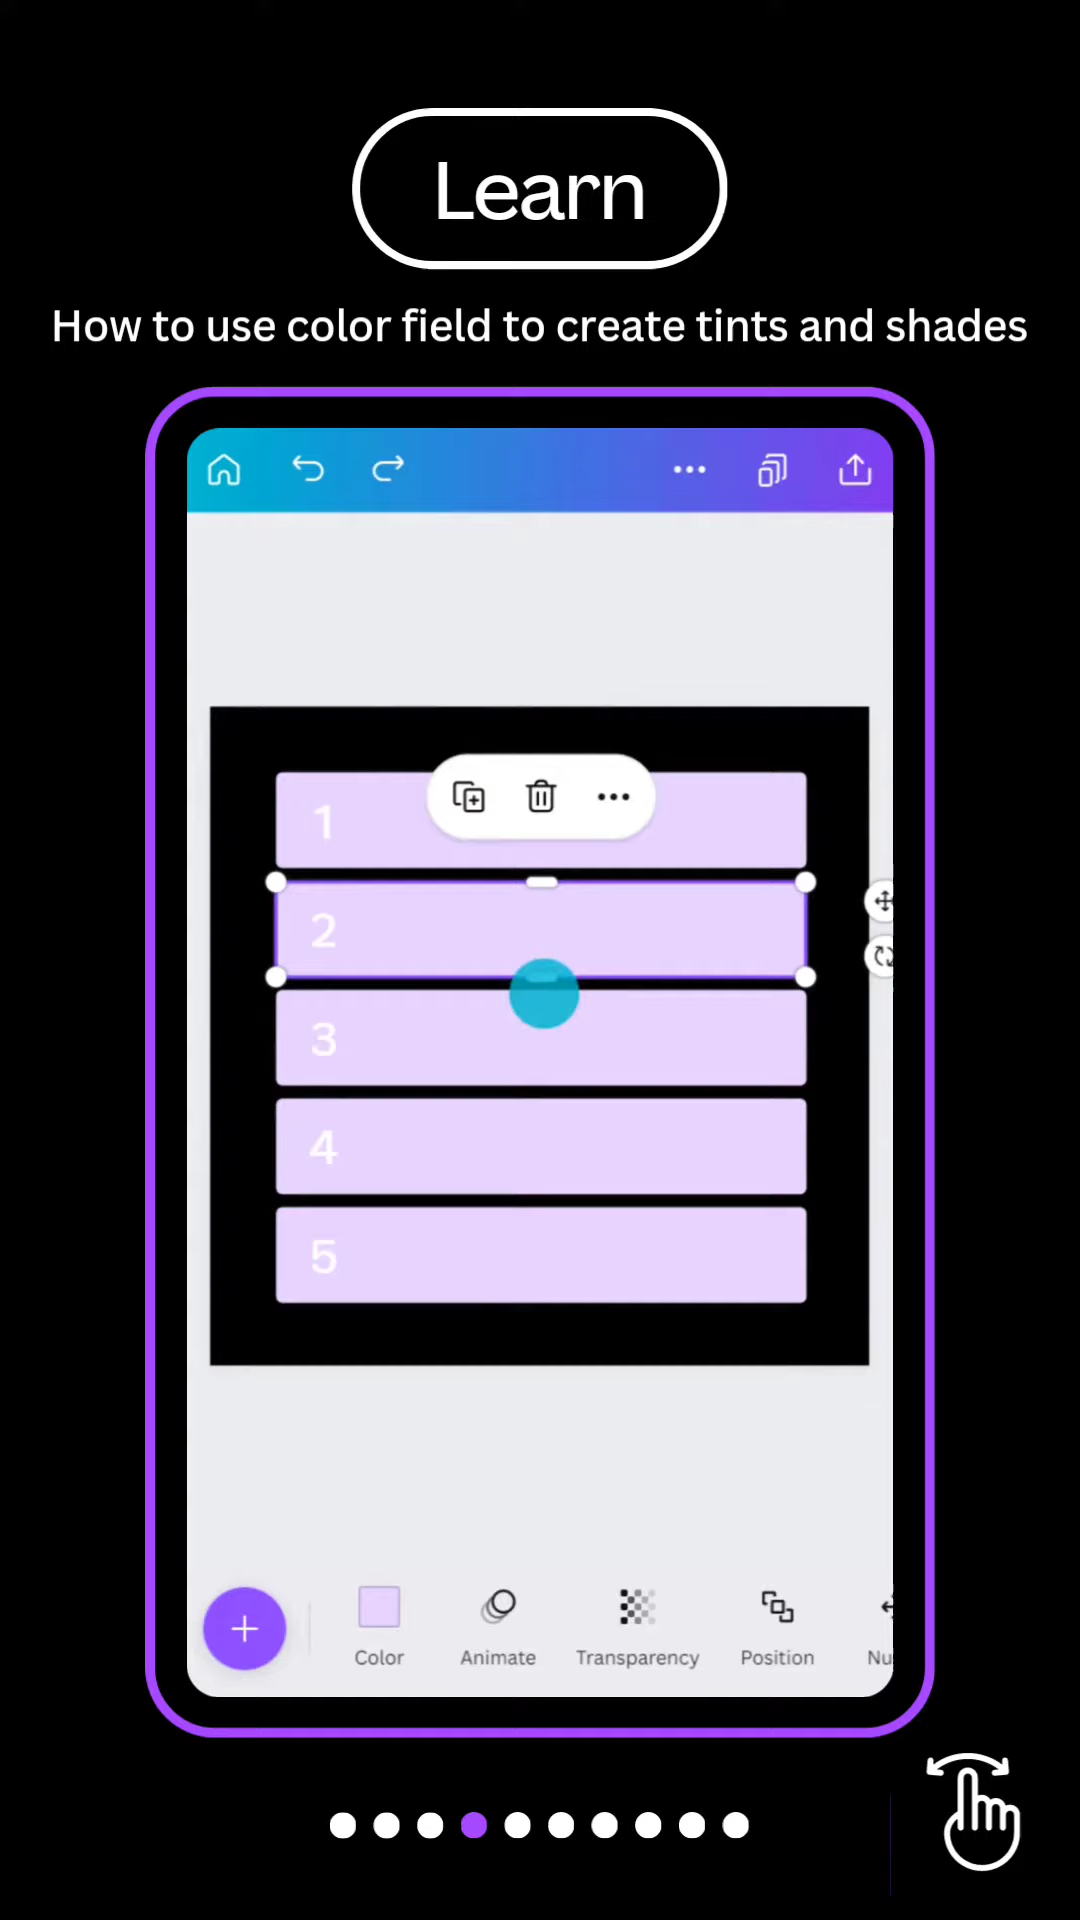 Learn
How to use color field to create tints and shades
1
2
3
4
5
Color Animate Transparency Position Nu